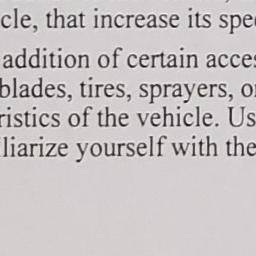 cle, that increase its spe
addition of certain acce
blades, tires, sprayers, o
ristics of the vehicle. Us
liarize yourself with the